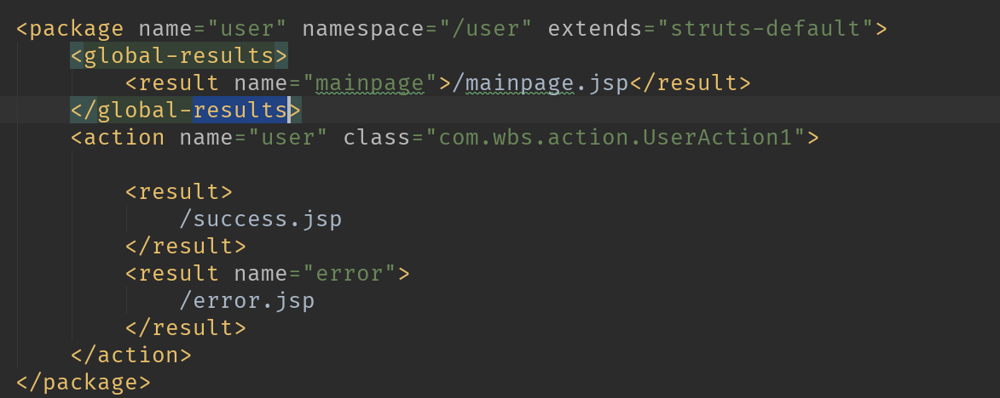 <package name="user" namespace="/user" extends="struts-default">
<global-results>
<result name="mainpage">/mainpage.jsp</result>
</global-results>
<action name="user" class="com.wbs.action.UserAction1">
<result>
/success.jsp
</result>
<result name="error">
/error.jsp
</result>
</action>
</package>